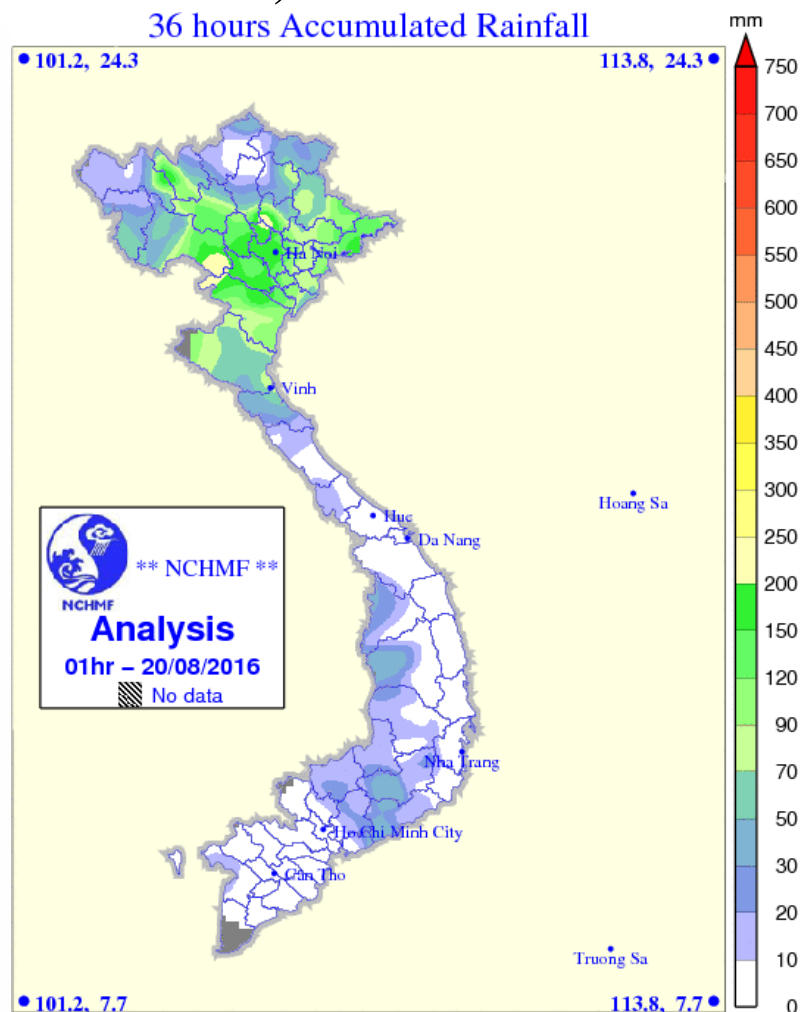 36 hours Accumulated Rainfall
mm
101.2, 24.3
113.8, 24.3
750
700
650
600
550
500
450
400
350
300
250
200
150
120
90
70
50
30
20
10
0
Ha Noi
Vinh
Hoang Sa
Hue
Da Nang
NCHMF
** NCHMF **
Analysis
01hr – 20/08/2016
No data
Nha Trang
Ho Chi Minh City
Can Tho
Truong Sa
101.2, 7.7
113.8, 7.7